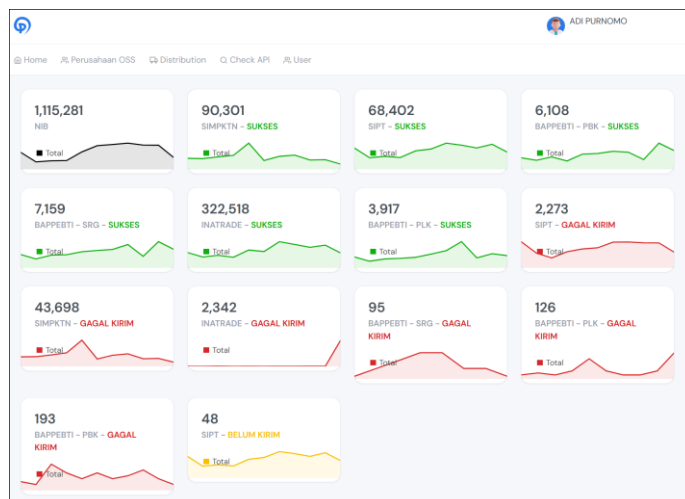 ADI PURNOMO
Home Perusahaan OSS Distribution Check API User
1,115,281
NIB
Total
90,301
SIMPKTN - SUKSES
Total
68,402
SIPT - SUKSES
Total
6,108
BAPPEBTI - PBK - SUKSES
Total
7,159
BAPPEBTI - SRG - SUKSES
Total
322,518
INATRADE - SUKSES
Total
3,917
BAPPEBTI - PLK - SUKSES
Total
2,273
SIPT - GAGAL KIRIM
Total
43,698
SIMPKTN - GAGAL KIRIM
Total
2,342
INATRADE - GAGAL KIRIM
Total
95
BAPPEBTI - SRG - GAGAL
KIRIM
Total
126
BAPPEBTI - PLK - GAGAL
KIRIM
Total
193
BAPPEBTI - PBK - GAGAL
KIRIM
Total
48
SIPT - BELUM KIRIM
Total